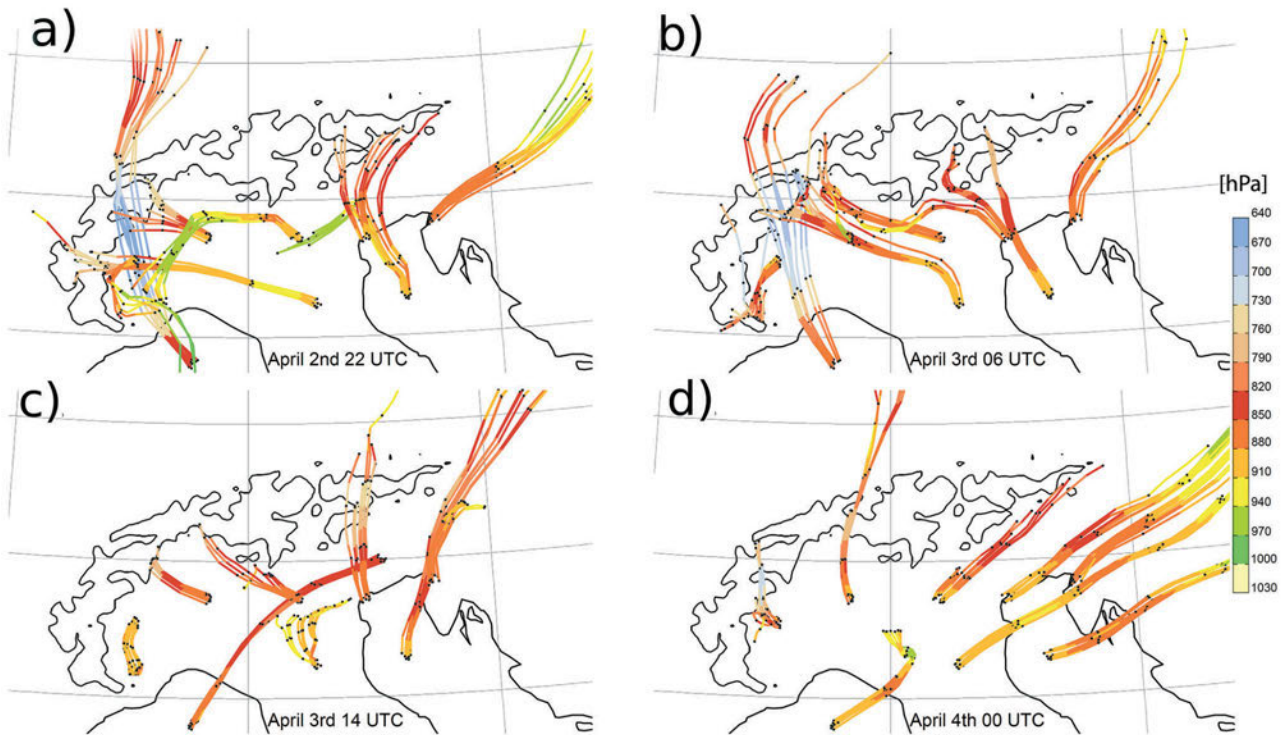 a)
b)
[hPa]
640
670
700
730
760
790
820
850
880
910
940
970
1000
1030
April 2nd 22 UTC
April 3rd 06 UTC
c)
d)
April 3rd 14 UTC
April 4th 00 UTC